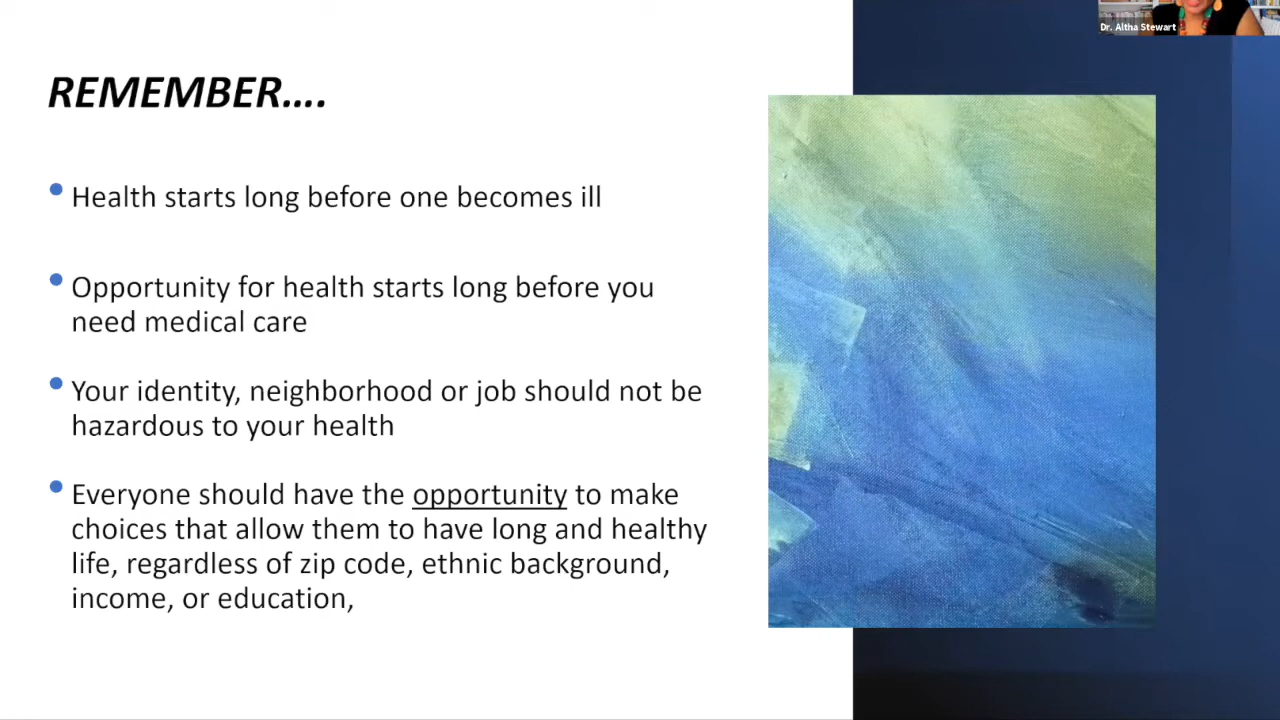 Dr. Altha Stewart
REMEMBER....
• Health starts long before one becomes ill
• Opportunity for health starts long before you
need medical care
• Your identity, neighborhood or job should not be
hazardous to your health
• Everyone should have the opportunity to make
choices that allow them to have long and healthy
life, regardless of zip code, ethnic background,
income, or education,